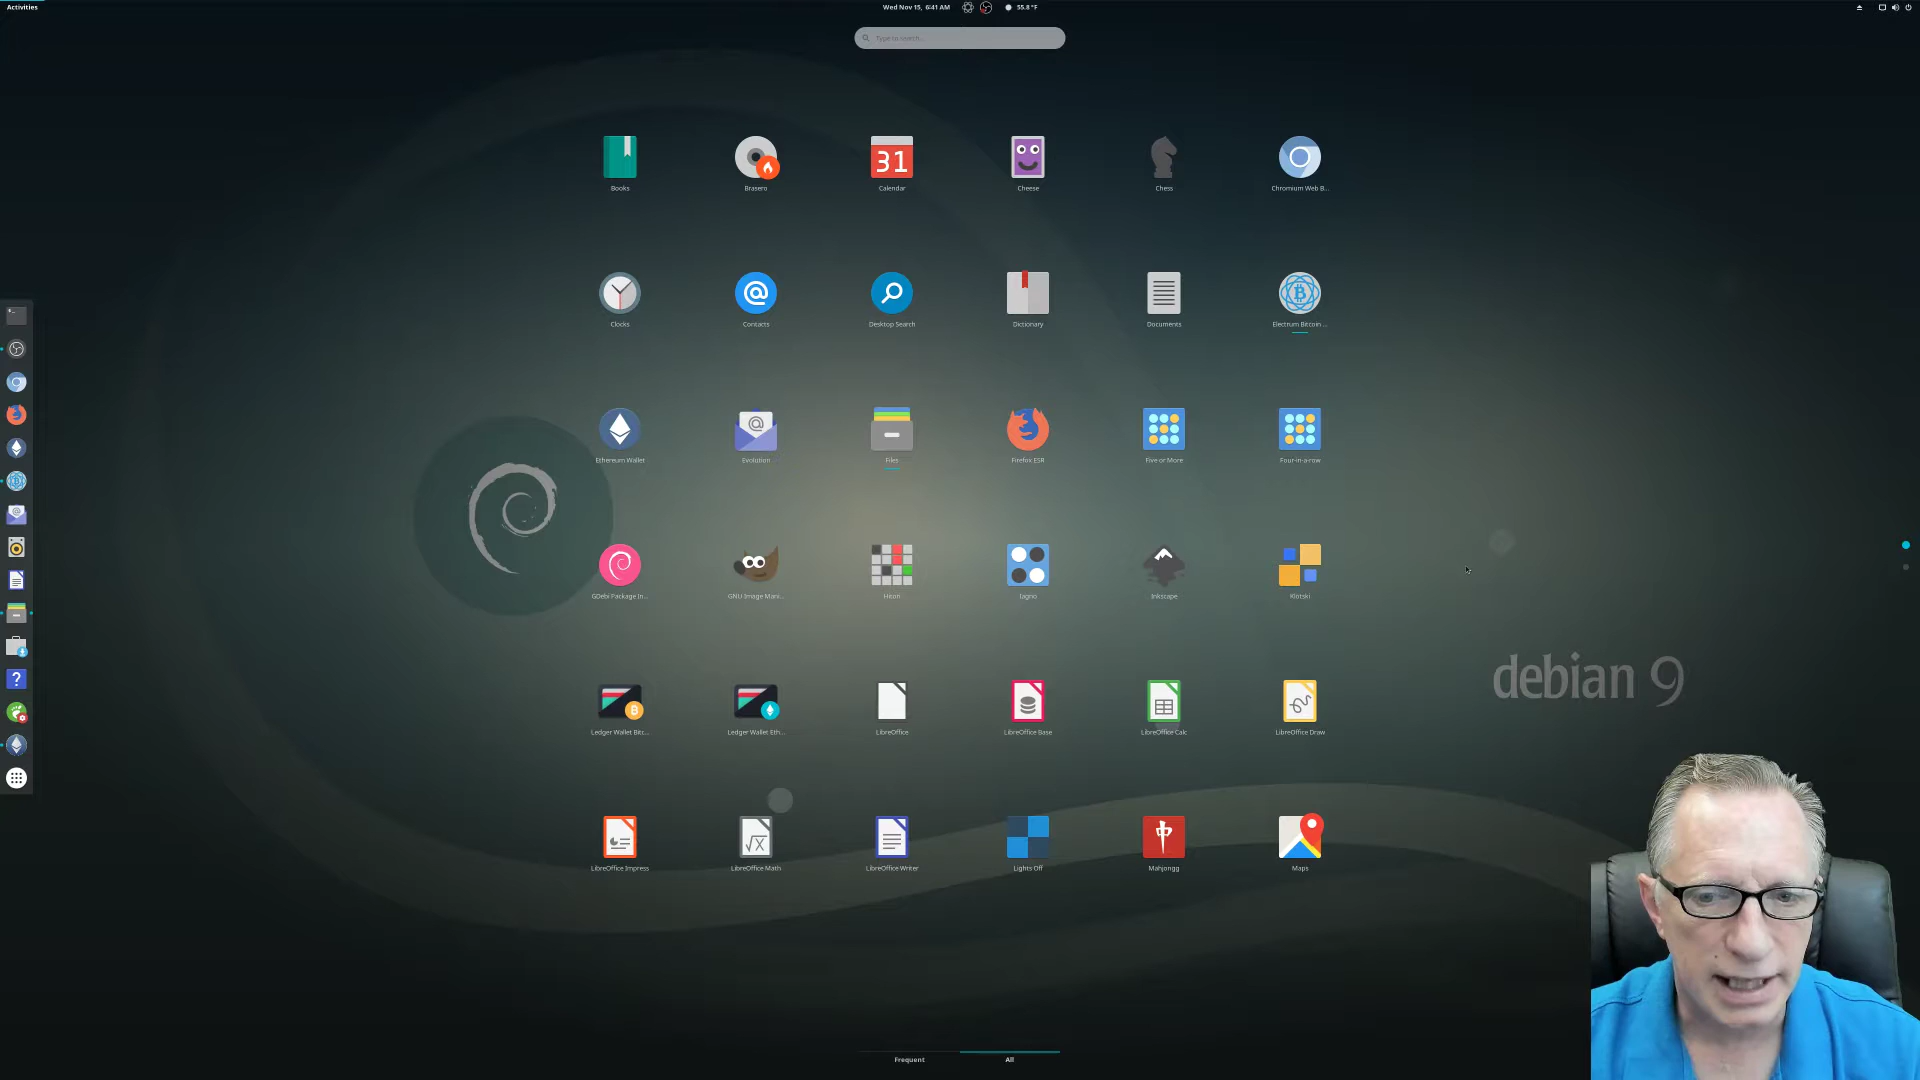 Activities
Wed Nov 15, 6:41 AM
55.8 °F
Type to search...
31
Books
Brasero
Calendar
Cheese
Chess
Chromium Web B...
Clocks
Contacts
Desktop Search
Dictionary
Documents
Electrum Bitcoin ...
Ethereum Wallet
Evolution
Files
Firefox ESR
Five or More
Four-in-a-row
GDebi Package In...
GNU Image Mani...
Hitori
Iagno
Inkscape
Klotski
debian 9
Ledger Wallet Bitc...
Ledger Wallet Eth...
LibreOffice
LibreOffice Base
LibreOffice Calc
LibreOffice Draw
中
LibreOffice Impress
LibreOffice Math
LibreOffice Writer
Lights Off
Mahjongg
Maps
Frequent
All